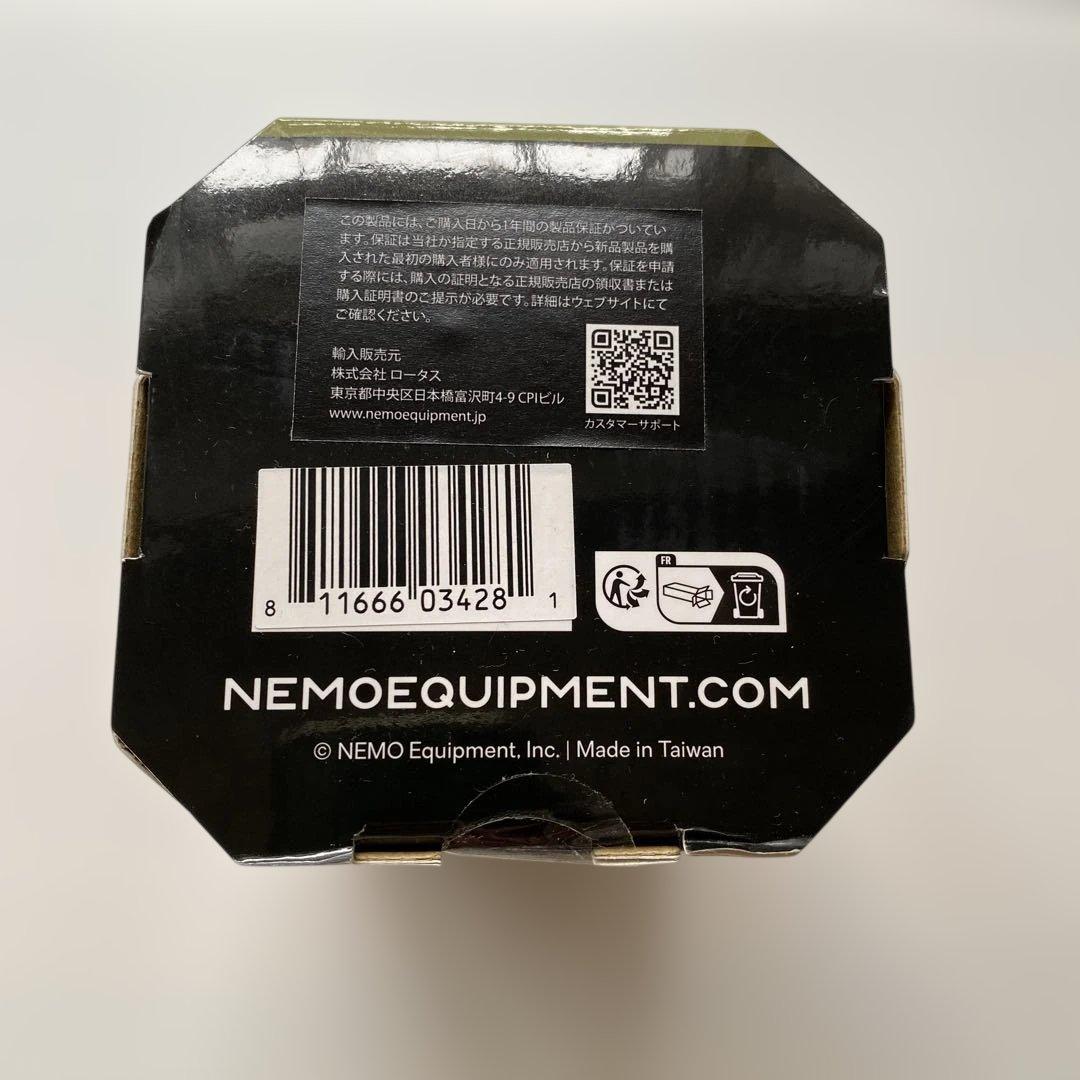 この製品には、ご購入日から1年間の製品保証がついてい
ます。保証は当社が指定する正規販売店から新品製品を購
入された最初の購入者様にのみ適用されます。保証を申請
する際には、購入の証明となる正規販売店の領収書または
購入証明書のご提示が必要です。詳細はウェブサイトにて
ご確認ください。
輸入販売元
株式会社 ロータス
東京都中央区日本橋富沢町4-9 CPIビル
www.nemoequipment.jp
カスタマーサポート
8 11666 03428 1
FR
NEMOEQUIPMENT.COM
© NEMO Equipment, Inc. | Made in Taiwan